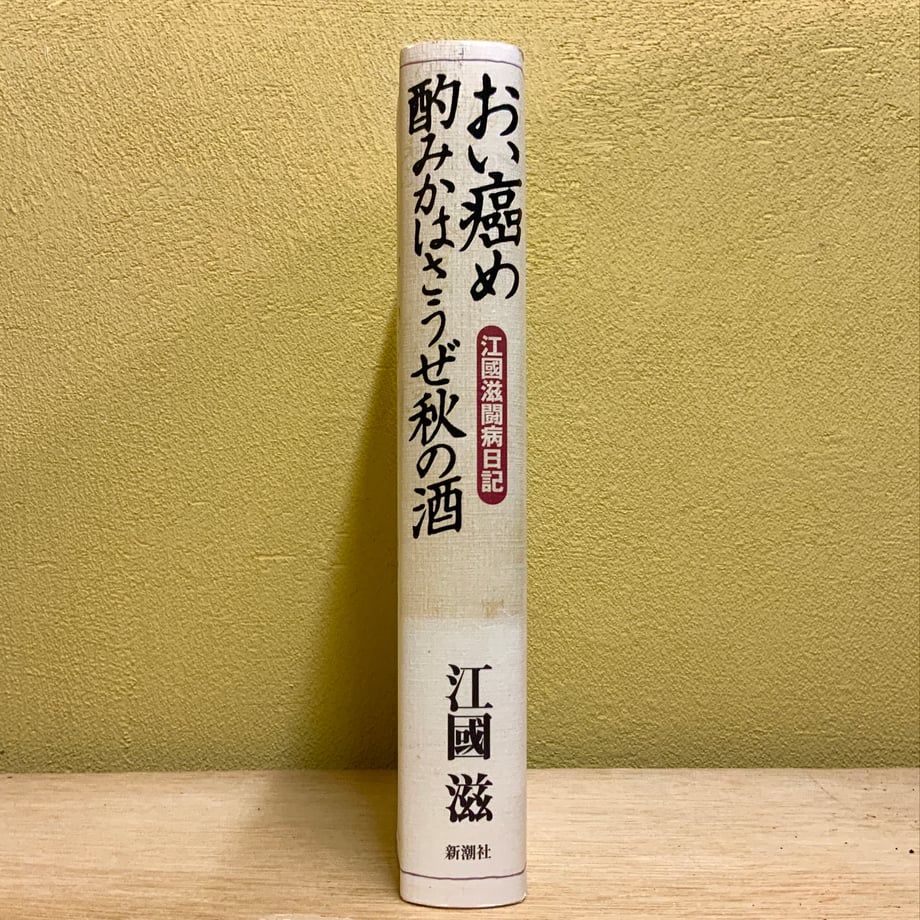 おい癌め
酌みかはさうぜ秋の酒
江國滋闘病日記
江國滋
新潮社